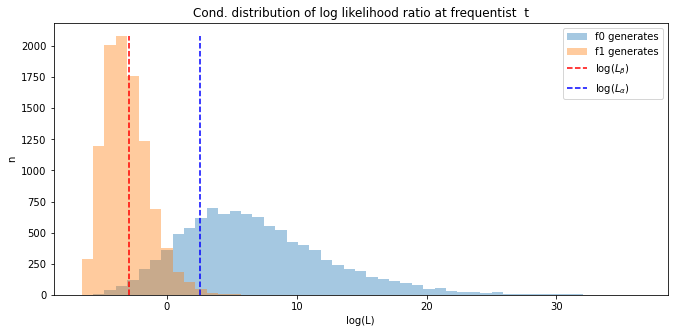 Cond. distribution of log likelihood ratio at frequentist  t
f0 generates
f1 generates
log(Lβ)
log(Lα)
2000
1750
1500
1250
1000
750
500
250
0
n
0 10 20 30
log(L)